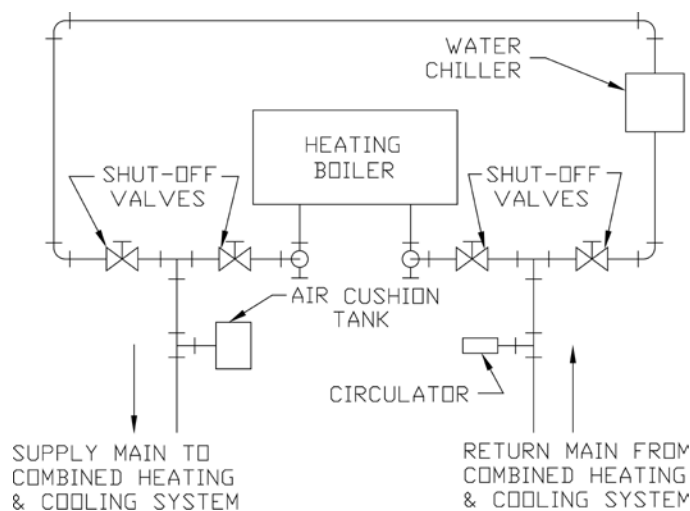 WATER
CHILLER
HEATING
BOILER
SHUT-OFF
VALVES
SHUT-OFF
VALVES
AIR CUSHION
TANK
CIRCULATOR
SUPPLY MAIN TO
COMBINED HEATING
& COOLING SYSTEM
RETURN MAIN FROM
COMBINED HEATING
& COOLING SYSTEM